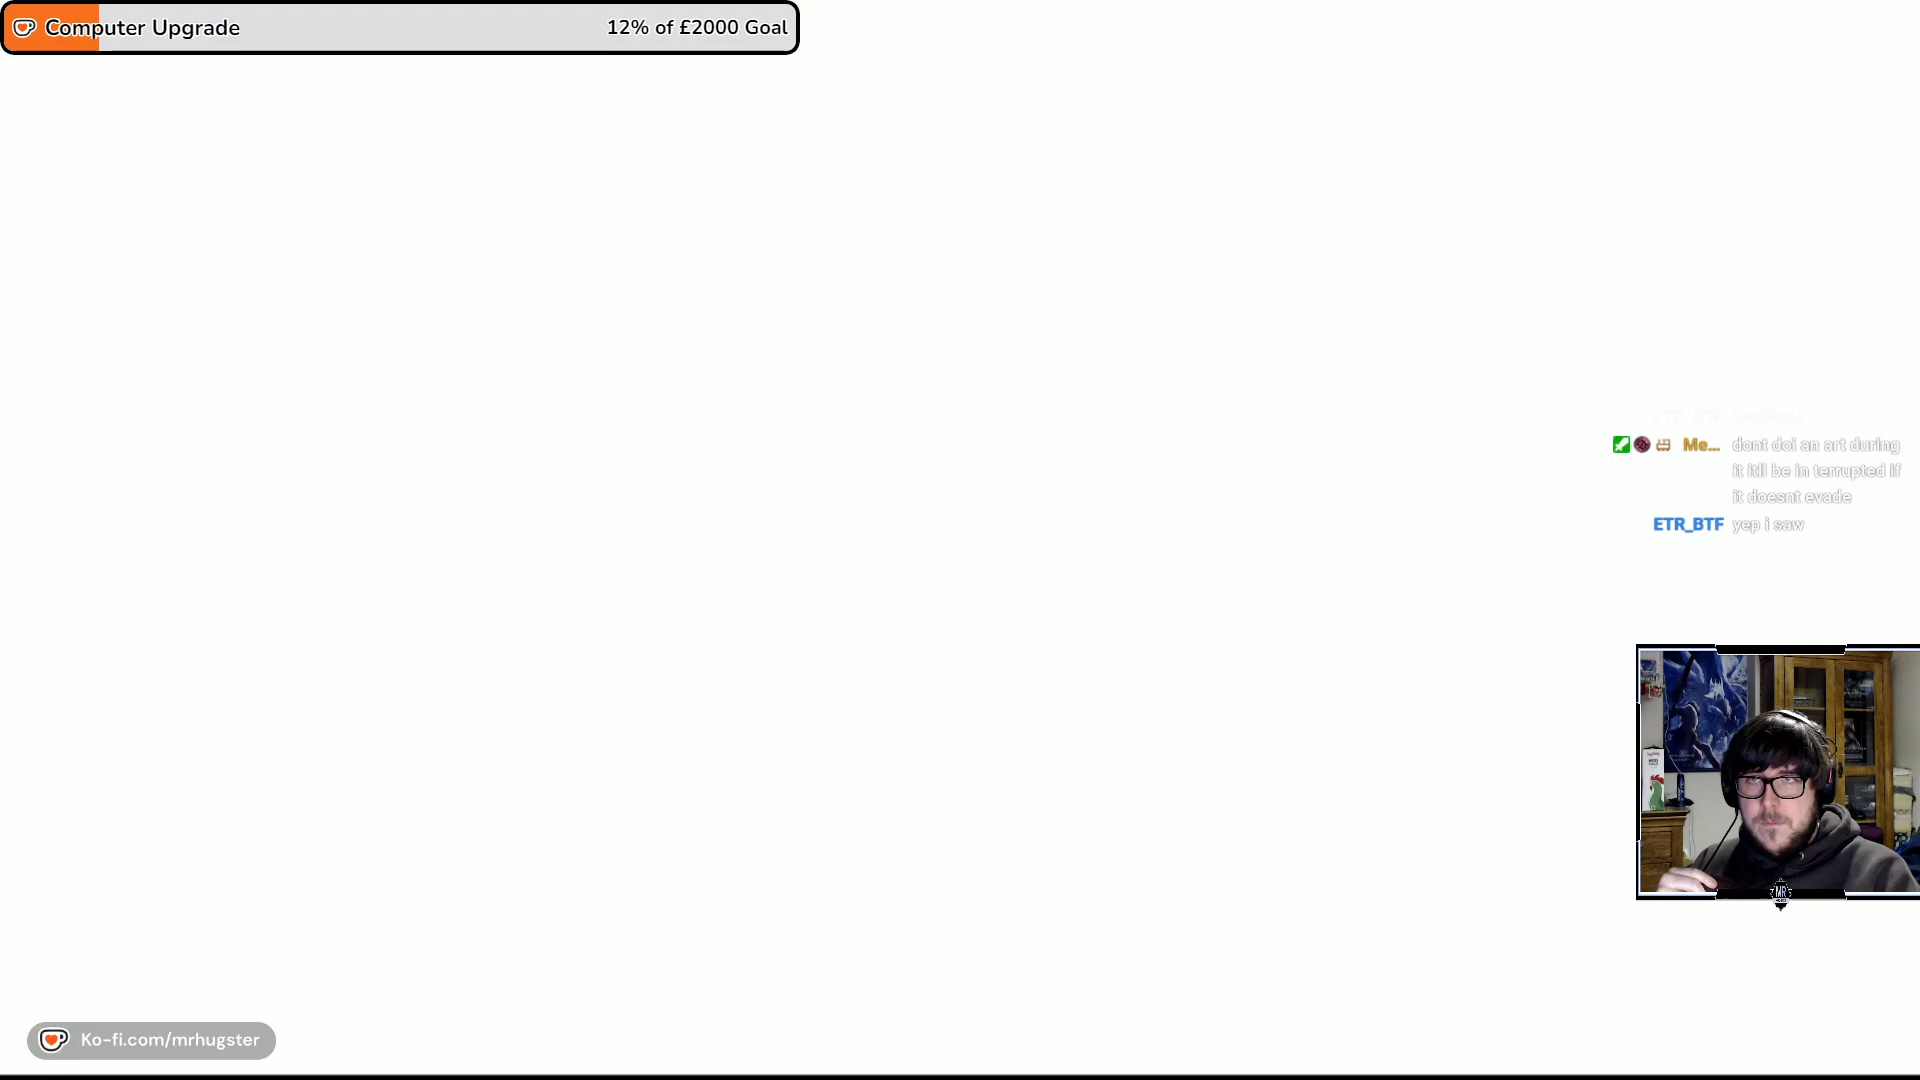 Computer Upgrade
12% of £2000 Goal
Me... dont dol an art during
it itll be in terrupted if
it doesnt evade
ETR_BTF yep i saw
MR
Ko-fi.com/mrhugster